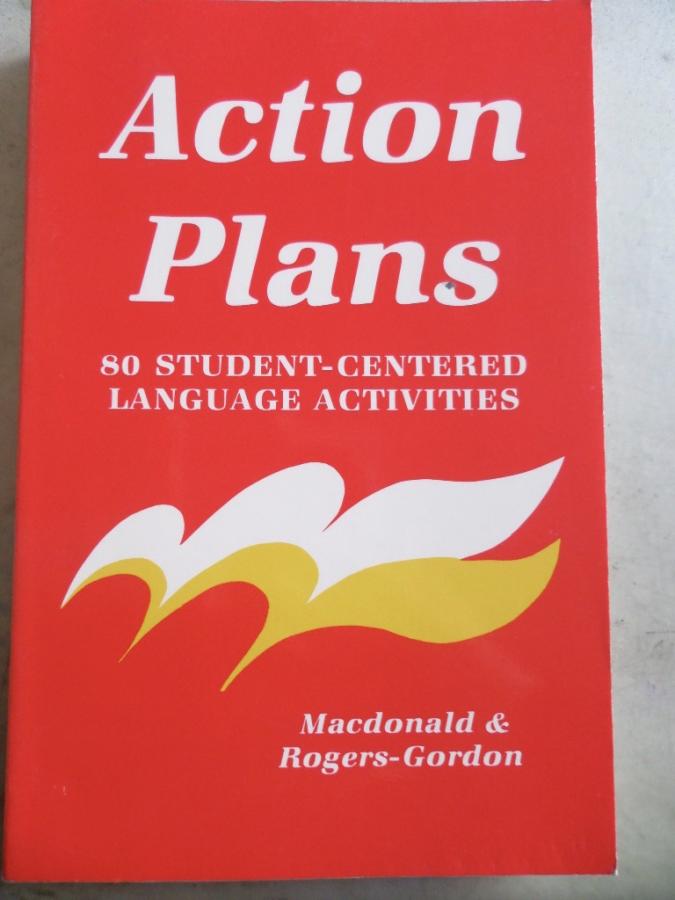 Action
Plans
80 STUDENT-CENTERED
LANGUAGE ACTIVITIES
Macdonald &
Rogers-Gordon